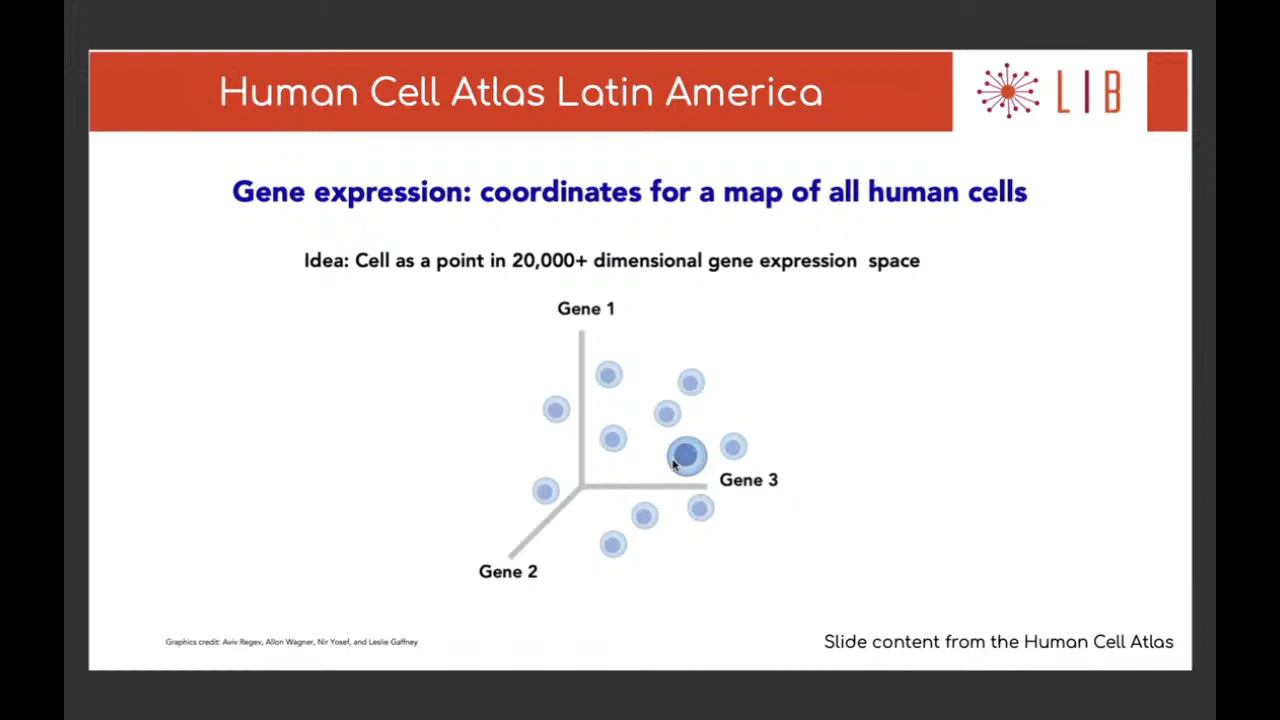 Human Cell Atlas Latin America
LIB
Gene expression: coordinates for a map of all human cells
Idea: Cell as a point in 20,000+ dimensional gene expression space
Gene 1
Gene 3
Gene 2
Graphics credit: Aviv Regev, Allon Wagner, Nir Yosef, and Leslie Gaffney
Slide content from the Human Cell Atlas